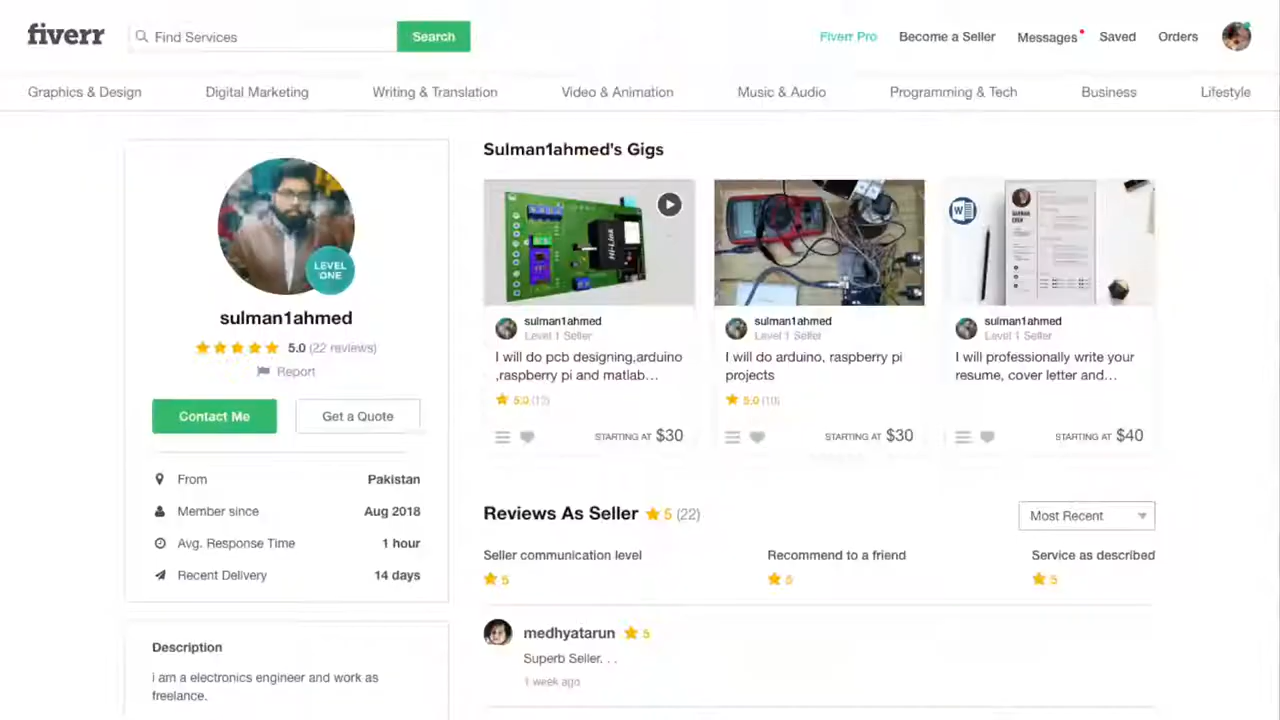 fiverr
Find Services
Search
Fiverr Pro
Become a Seller
Messages
Saved
Orders
Graphics & Design
Digital Marketing
Writing & Translation
Video & Animation
Music & Audio
Programming & Tech
Business
Lifestyle
LEVEL
ONE
sulman1ahmed
5.0 (22 reviews)
Report
Contact Me
Get a Quote
From
Pakistan
Member since
Aug 2018
Avg. Response Time
1 hour
Recent Delivery
14 days
Description
i am a electronics engineer and work as
freelance.
Sulman1ahmed's Gigs
Hi-Link
sulman1ahmed
Level 1 Seller
I will do pcb designing,arduino
,raspberry pi and matlab...
5.0 (12)
STARTING AT $30
sulman1ahmed
Level 1 Seller
I will do arduino, raspberry pi
projects
5.0 (10)
STARTING AT $30
W
sulman1ahmed
Level 1 Seller
I will professionally write your
resume, cover letter and...
STARTING AT $40
Reviews As Seller 5 (22)
Most Recent
Seller communication level
5
Recommend to a friend
5
Service as described
5
medhyatarun 5
Superb Seller. . .
1 week ago